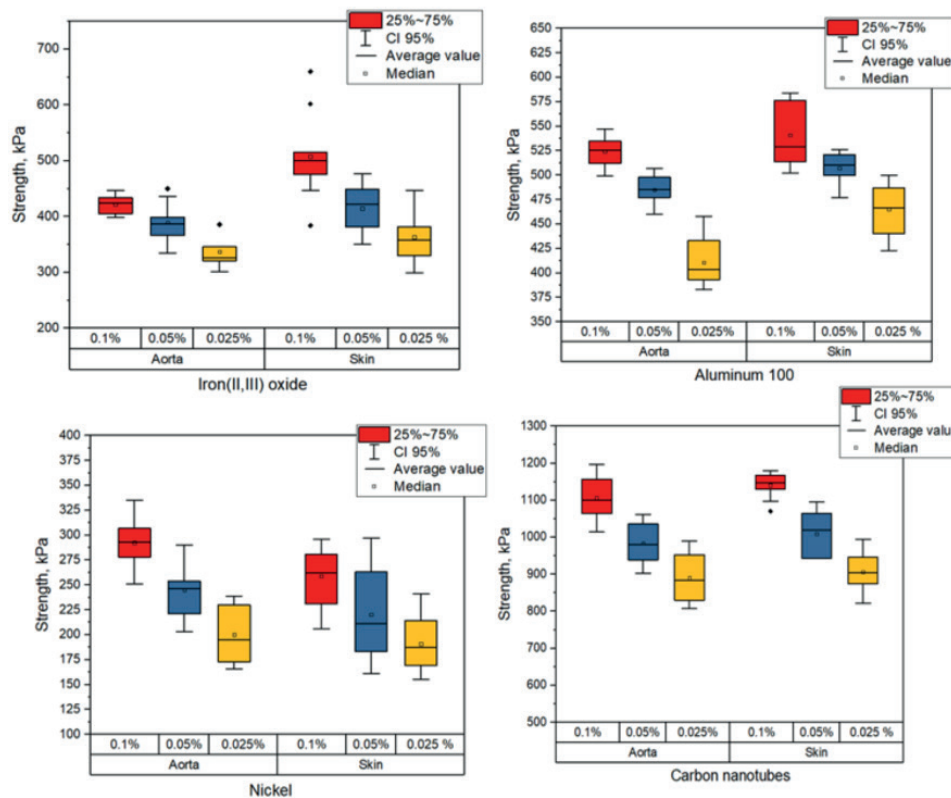 25%~75%
CI 95%
Average value
Median
700
600
500
400
300
200
Strength, kPa
0.1% 0.05% 0.025% 0.1% 0.05% 0.025 %
Aorta Skin
Iron(II,III) oxide
25%~75%
CI 95%
Average value
Median
650
625
600
575
550
525
500
475
450
425
400
375
350
Strength, kPa
0.1% 0.05% 0.025% 0.1% 0.05% 0.025 %
Aorta Skin
Aluminum 100
25%~75%
CI 95%
Average value
Median
400
375
350
325
300
275
250
225
200
175
150
125
100
Strength, kPa
0.1% 0.05% 0.025% 0.1% 0.05% 0.025 %
Aorta Skin
Nickel
25%~75%
CI 95%
Average value
Median
1300
1200
1100
1000
900
800
700
600
500
Strength, kPa
0.1% 0.05% 0.025% 0.1% 0.05% 0.025 %
Aorta Skin
Carbon nanotubes